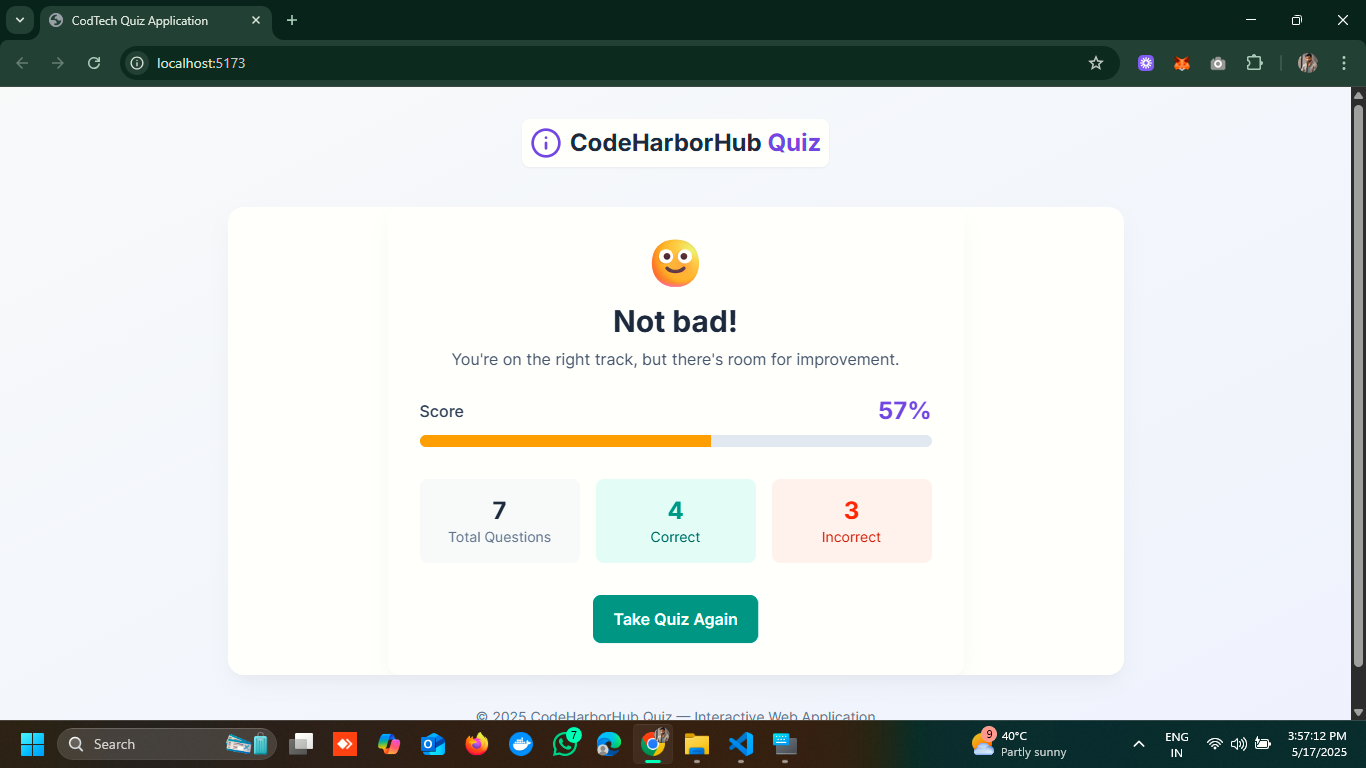 CodTech Quiz Application
localhost:5173
CodeHarborHub Quiz
Not bad!
You're on the right track, but there's room for improvement.
Score
57%
7
Total Questions
4
Correct
3
Incorrect
Take Quiz Again
© 2025 CodeHarborHub Quiz — Interactive Web Application
Search
7
9
40°C
Partly sunny
ENG
IN
3:57:12 PM
5/17/2025